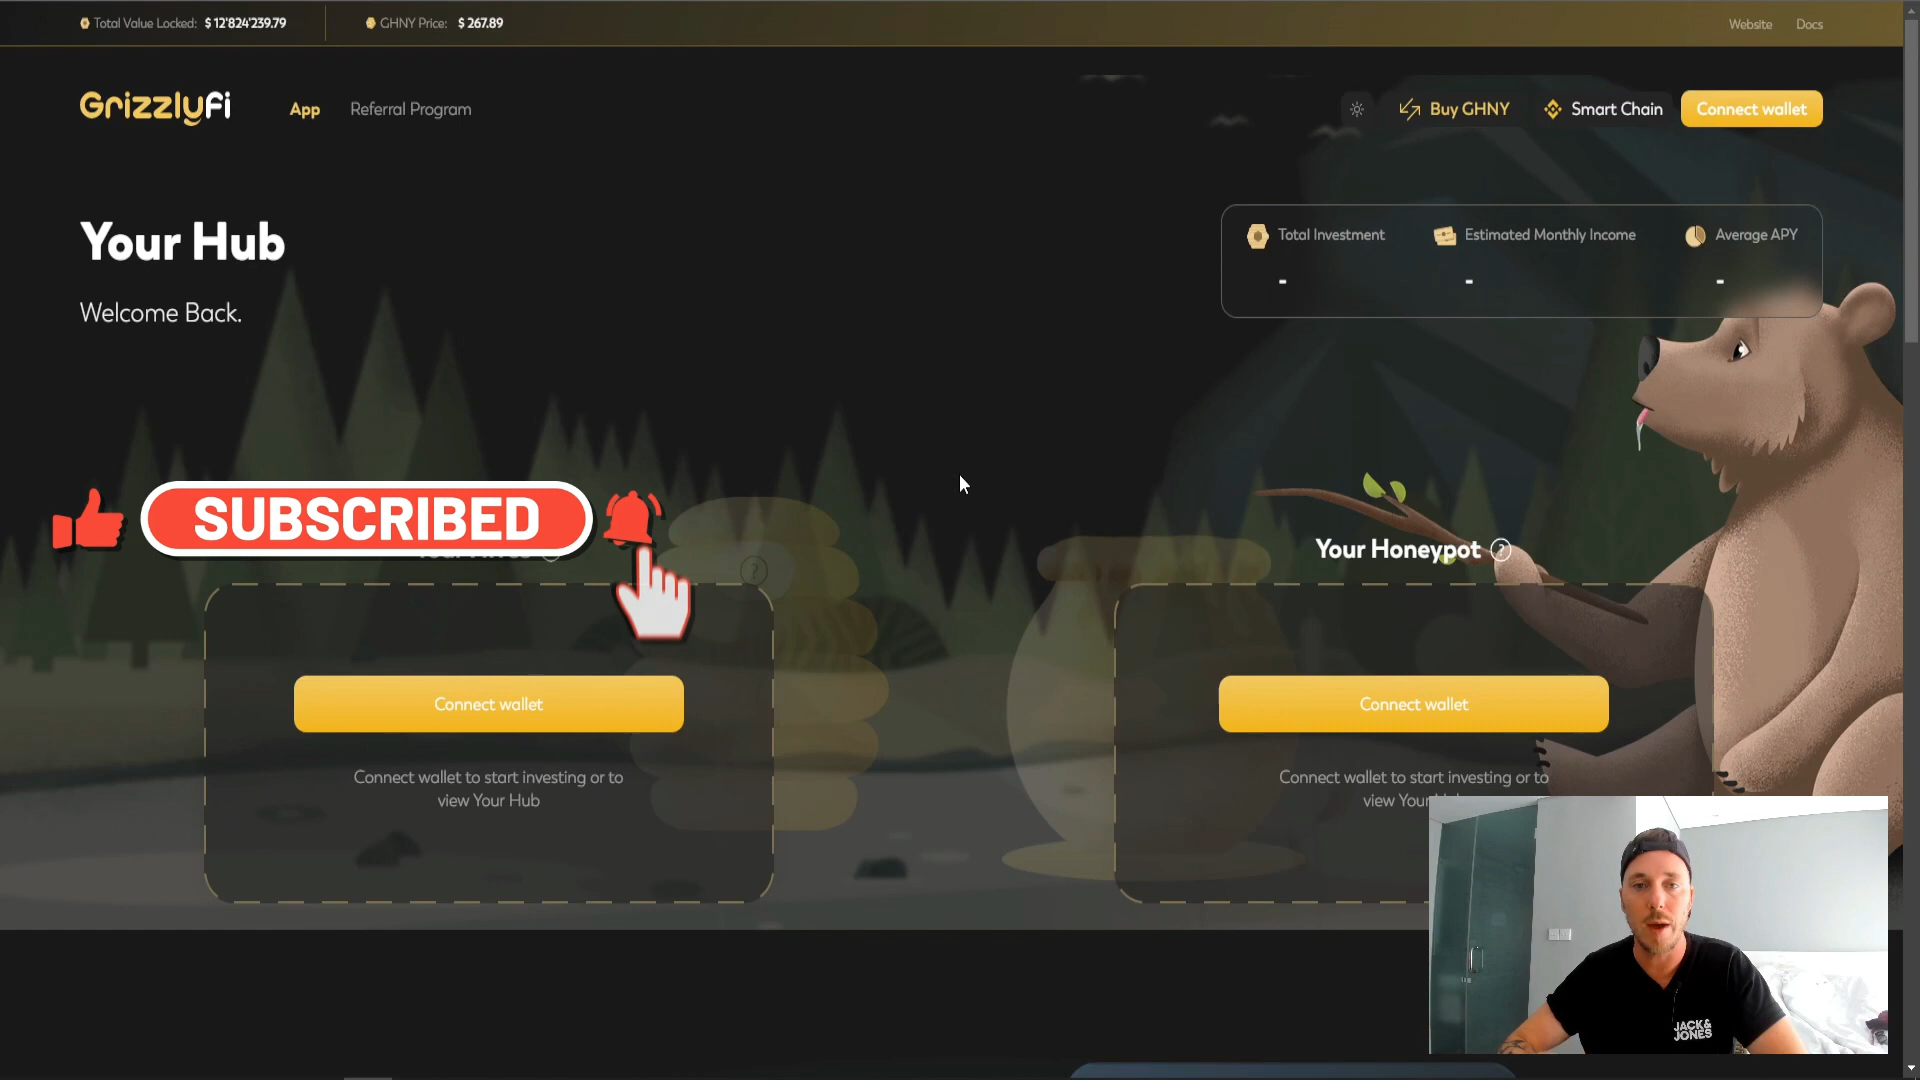 Total Value Locked: $ 12'824'239.79
GHNY Price: $ 267.89
Website
Docs
GrizzlyFi
App
Referral Program
Buy GHNY
Smart Chain
Connect wallet
Your Hub
Welcome Back.
Total Investment
Estimated Monthly Income
Average APY
-
-
-
SUBSCRIBED
?
Your Honeypot ?
Connect wallet
Connect wallet to start investing or to
view Your Hub
Connect wallet
Connect wallet to start investing or to
view Your
JACK&
JONES